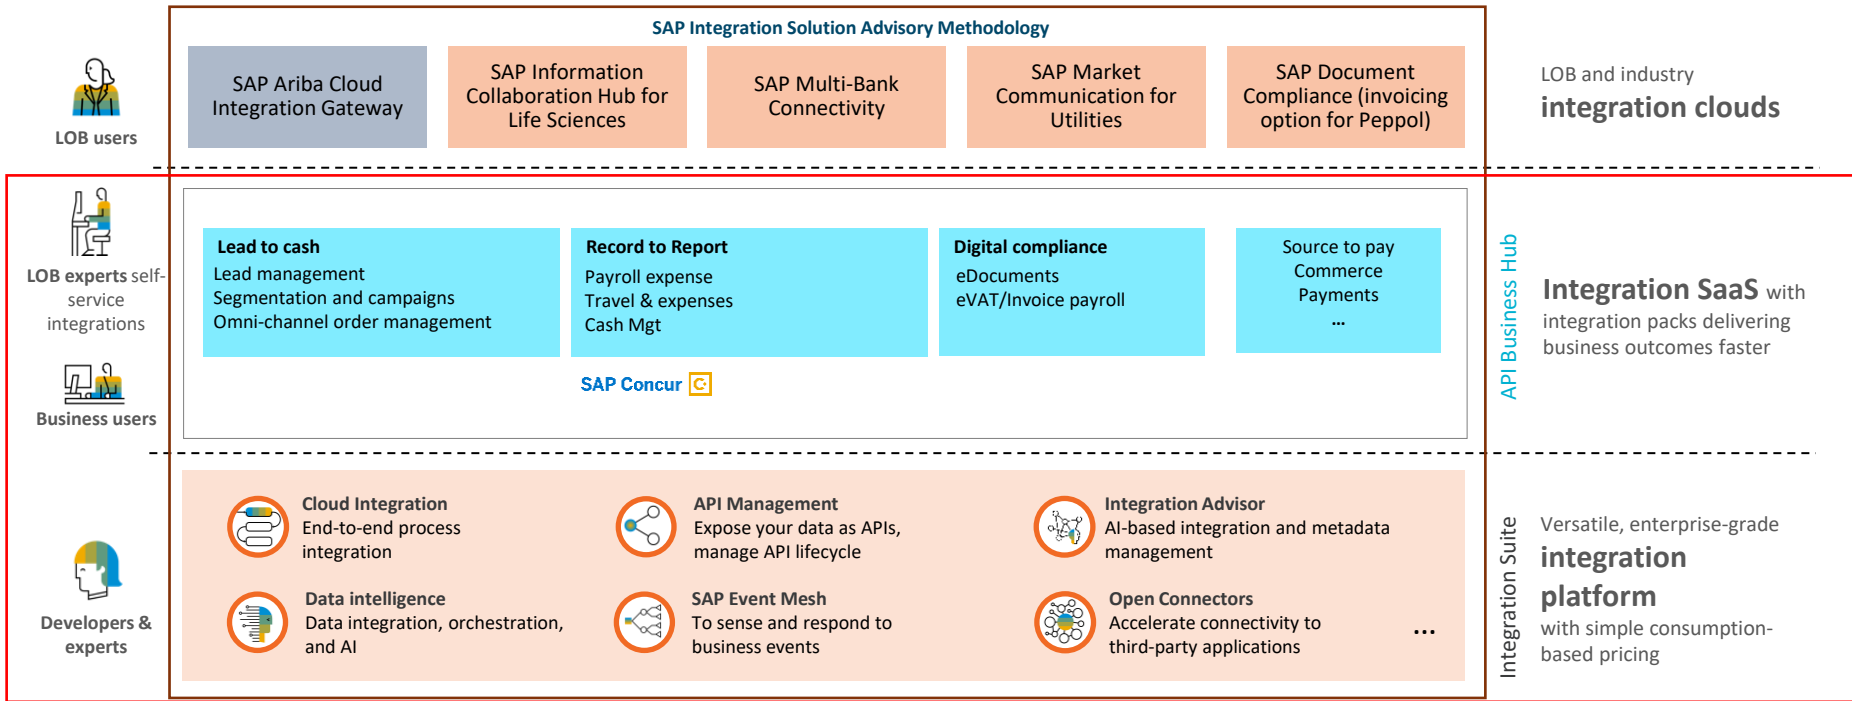 SAP Integration Solution Advisory Methodology
LOB users
SAP Ariba Cloud
Integration Gateway
SAP Information
Collaboration Hub for
Life Sciences
SAP Multi-Bank
Connectivity
SAP Market
Communication for
Utilities
SAP Document
Compliance (invoicing
option for Peppol)
LOB and industry
integration clouds
LOB experts self-
service
integrations
Business users
Lead to cash
Lead management
Segmentation and campaigns
Omni-channel order management
Record to Report
Payroll expense
Travel & expenses
Cash Mgt
Digital compliance
eDocuments
eVAT/Invoice payroll
Source to pay
Commerce
Payments
...
SAP Concur C
API Business Hub
Integration SaaS with
integration packs delivering
business outcomes faster
Developers &
experts
Cloud Integration
End-to-end process
integration
API Management
Expose your data as APIs,
manage API lifecycle
Integration Advisor
AI-based integration and metadata
management
Data intelligence
Data integration, orchestration,
and AI
SAP Event Mesh
To sense and respond to
business events
Open Connectors
Accelerate connectivity to
third-party applications
...
Integration Suite
Versatile, enterprise-grade
integration
platform
with simple consumption-
based pricing